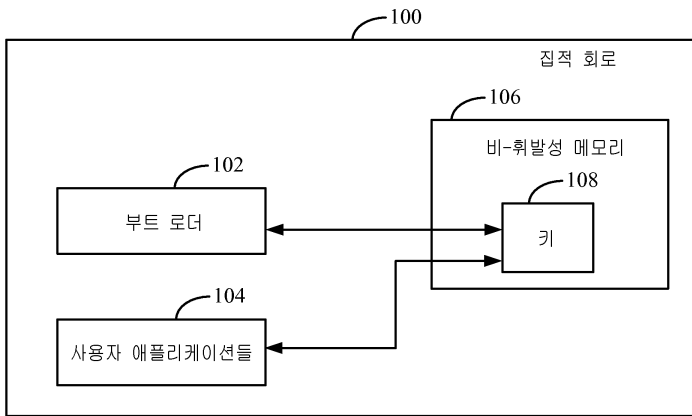 100
집적 회로
106
비-휘발성 메모리
102
108
부트 로더
키
104
사용자 애플리케이션들